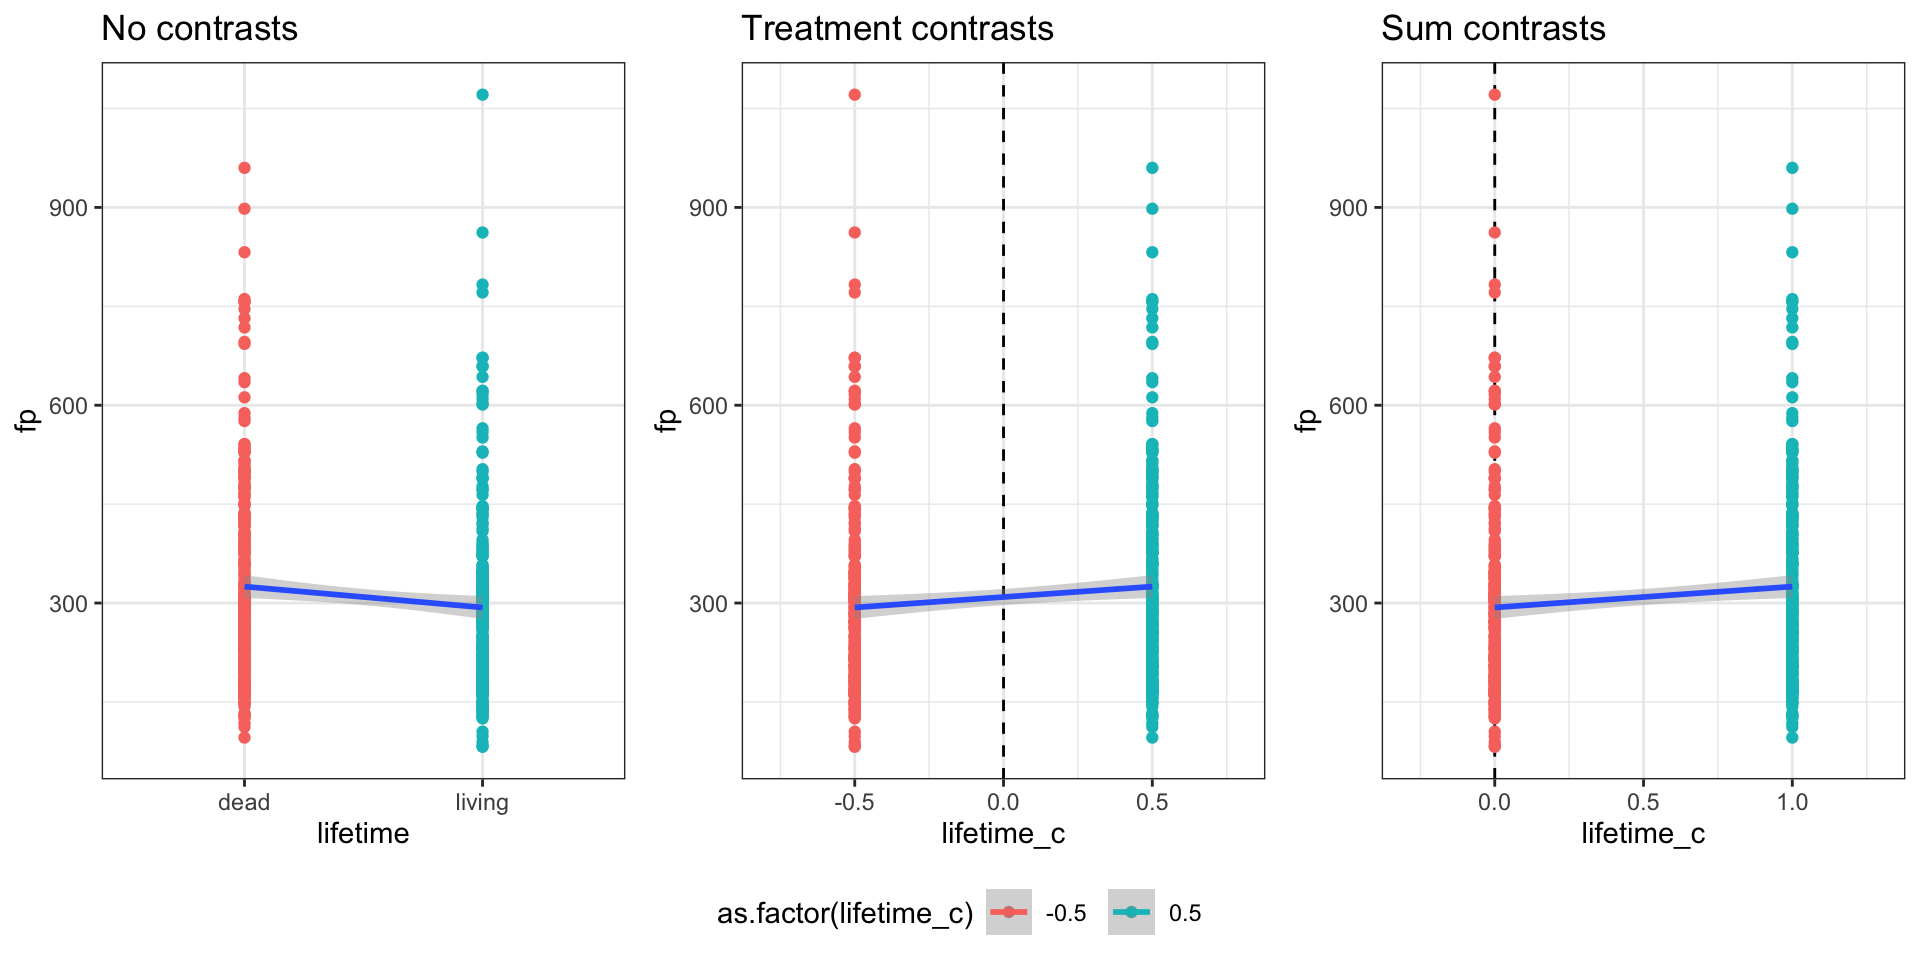 No contrasts
Treatment contrasts
Sum contrasts
fp
900
600
300
dead living
lifetime
fp
900
600
300
-0.5 0.0 0.5
lifetime_c
fp
900
600
300
0.0 0.5 1.0
lifetime_c
as.factor(lifetime_c) -0.5 0.5